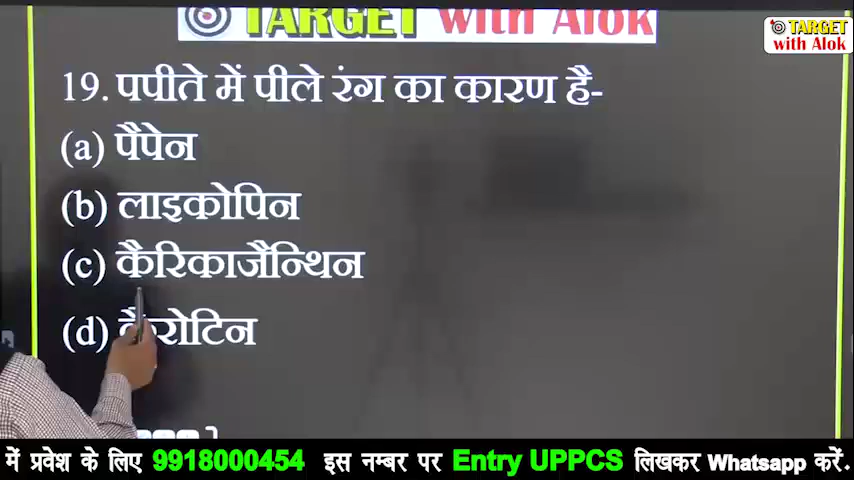 TARGET with Alok
TARGET
with Alok
19. पपीते में पीले रंग का कारण है-
(a) पैपेन
(b) लाइकोपिन
(c) कैरिकाजैन्थिन
(d) कैरोटिन
में प्रवेश के लिए 9918000454 इस नम्बर पर Entry UPPCS लिखकर Whatsapp करें.